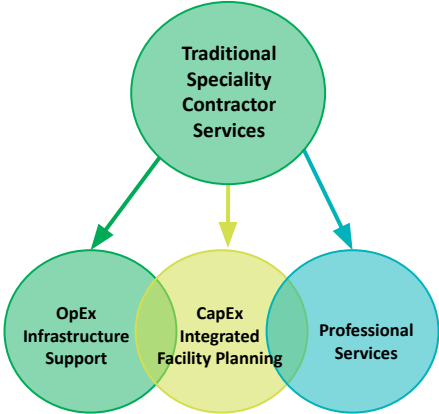 Traditional
Speciality
Contractor
Services
OpEx
Infrastructure
Support
CapEx
Integrated
Facility Planning
Professional
Services